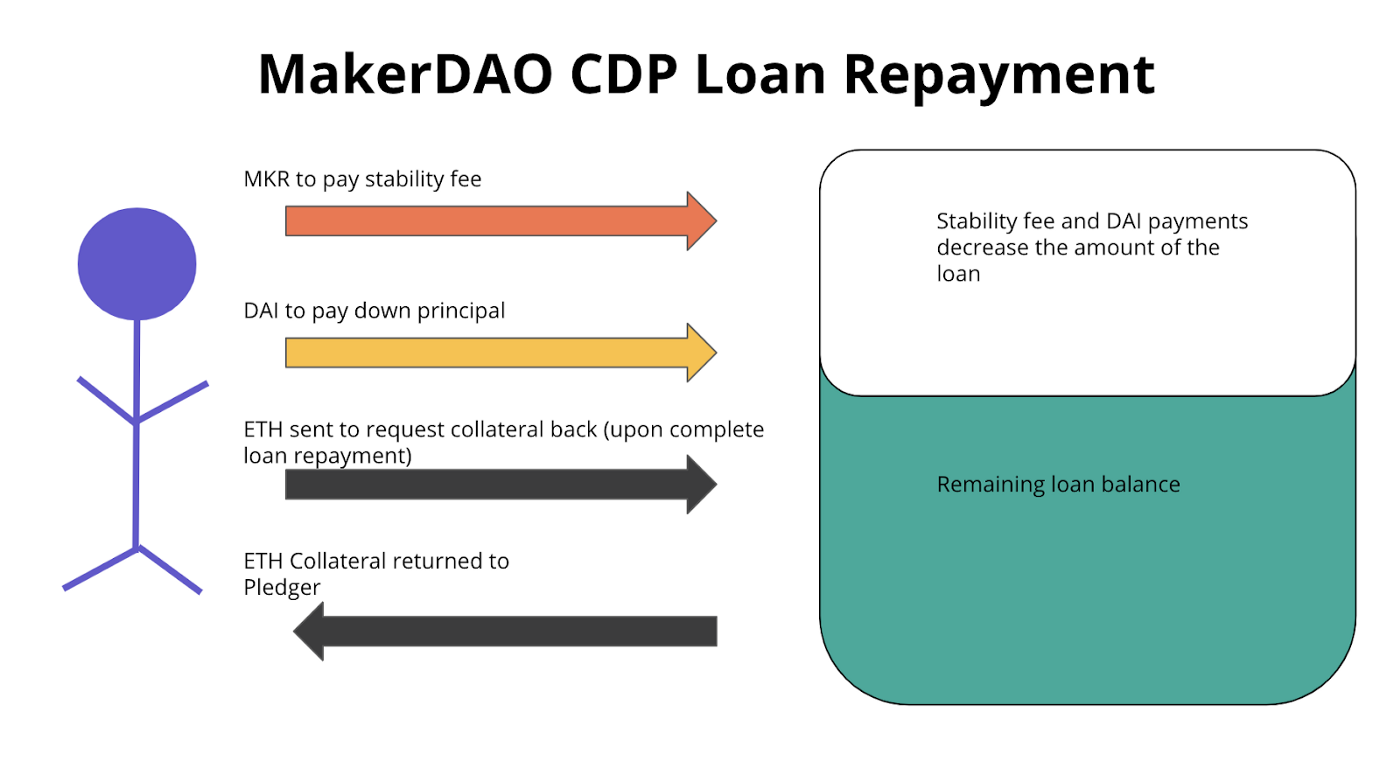 MakerDAO CDP Loan Repayment
MKR to pay stability fee
DAI to pay down principal
ETH sent to request collateral back (upon complete
loan repayment)
ETH Collateral returned to
Pledger
Stability fee and DAI payments
decrease the amount of the
loan
Remaining loan balance